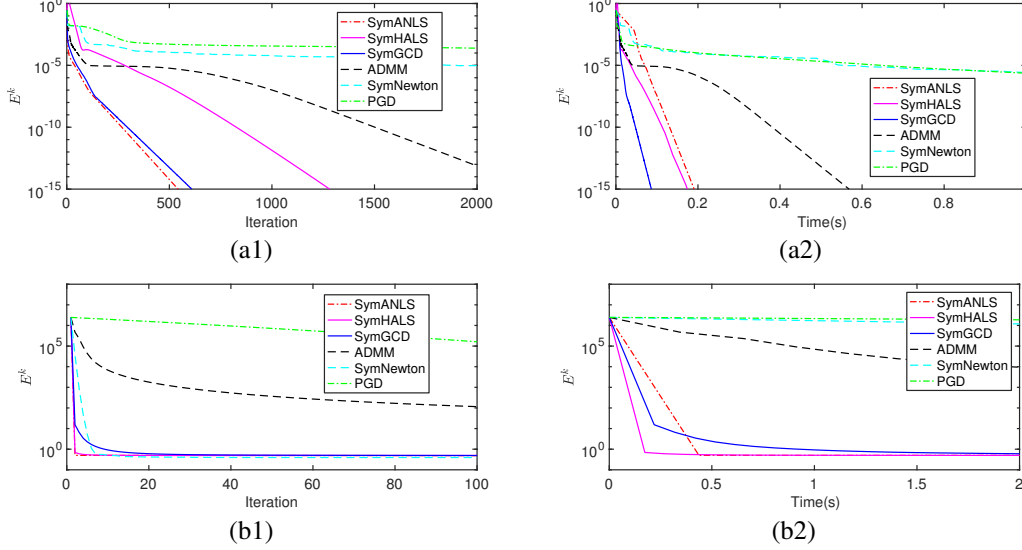 10^0
10^-5
10^-10
10^-15
E^k
0
500
1000
1500
2000
Iteration
SymANLS
SymHALS
SymGCD
ADMM
SymNewton
PGD
(a1)
10^0
10^-5
10^-10
10^-15
E^k
0
0.2
0.4
0.6
0.8
Time(s)
SymANLS
SymHALS
SymGCD
ADMM
SymNewton
PGD
(a2)
10^5
10^0
E^k
0
20
40
60
80
100
Iteration
SymANLS
SymHALS
SymGCD
ADMM
SymNewton
PGD
(b1)
10^5
10^0
E^k
0
0.5
1
1.5
2
Time(s)
SymANLS
SymHALS
SymGCD
ADMM
SymNewton
PGD
(b2)